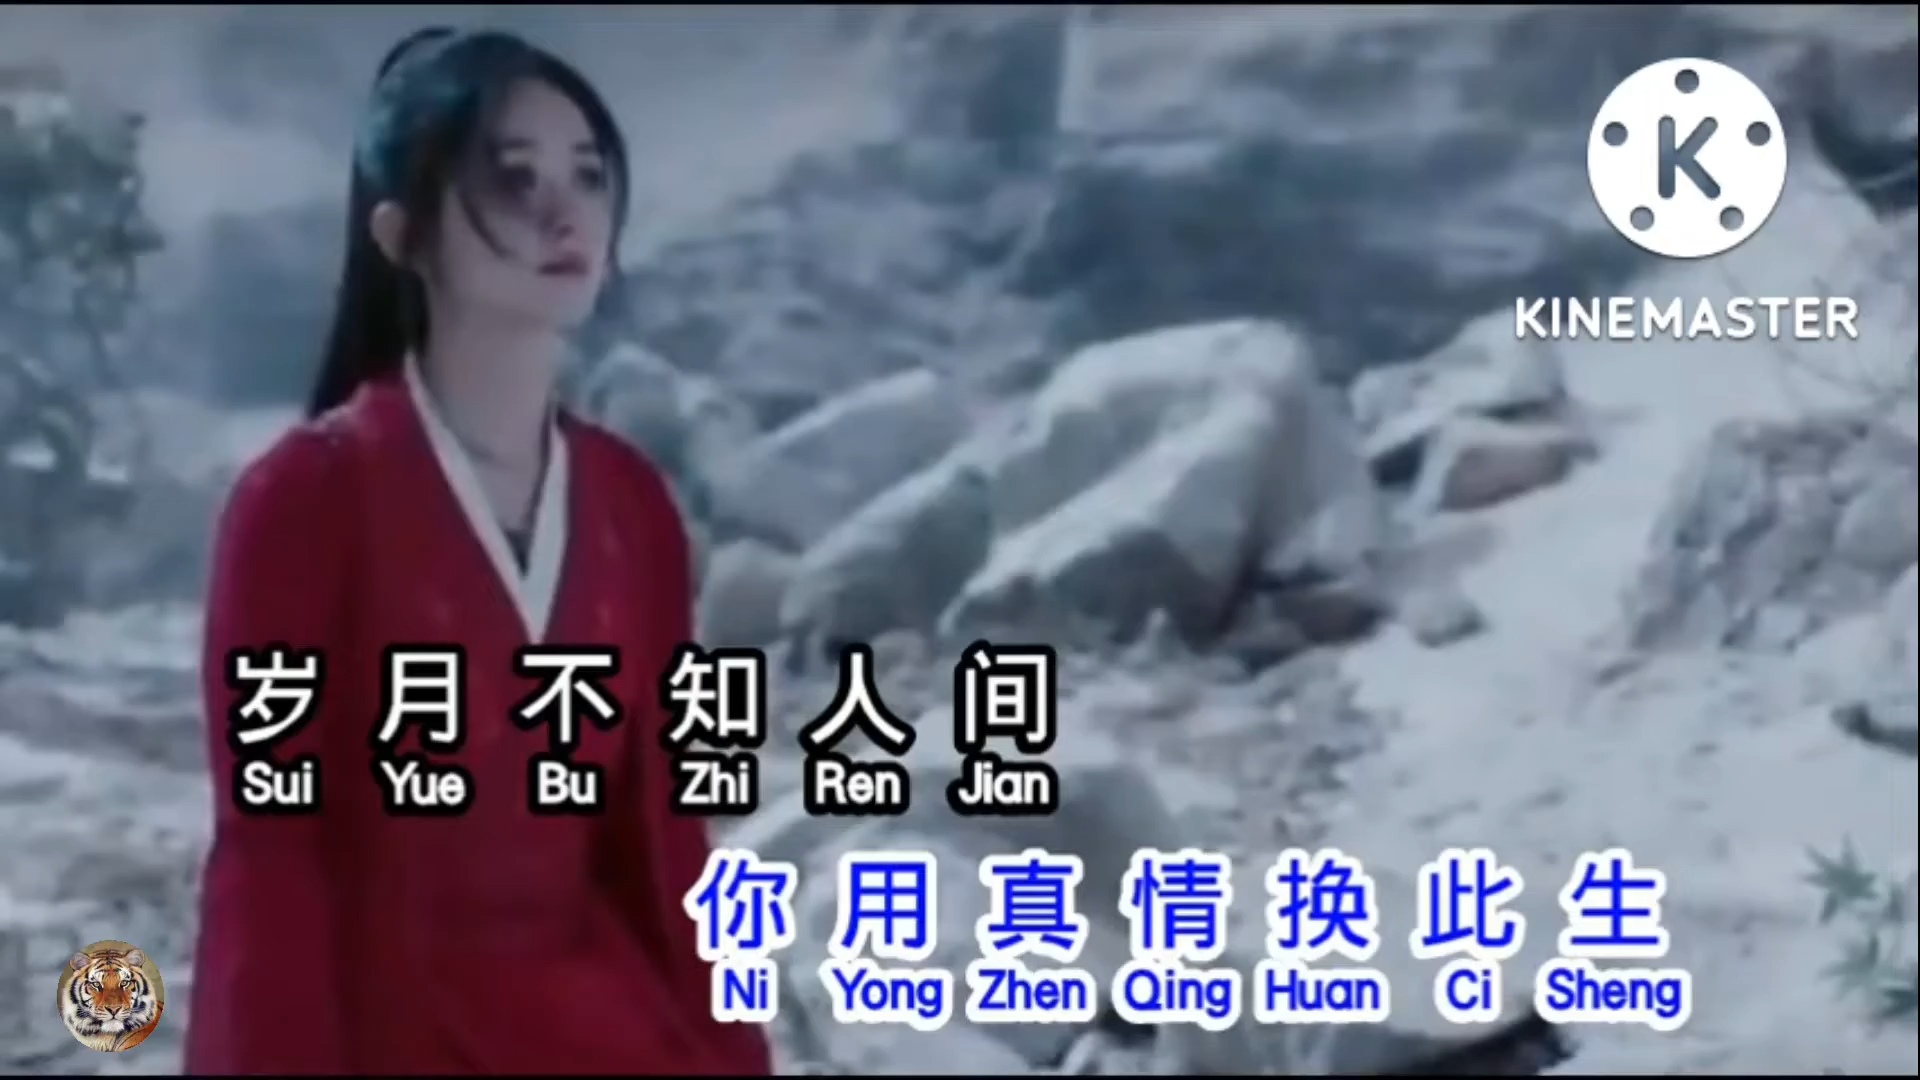 KINEMASTER
岁月不知人间
Sui Yue Bu Zhi Ren Jian
你用真情换此生
Ni Yong Zhen Qing Huan Ci Sheng